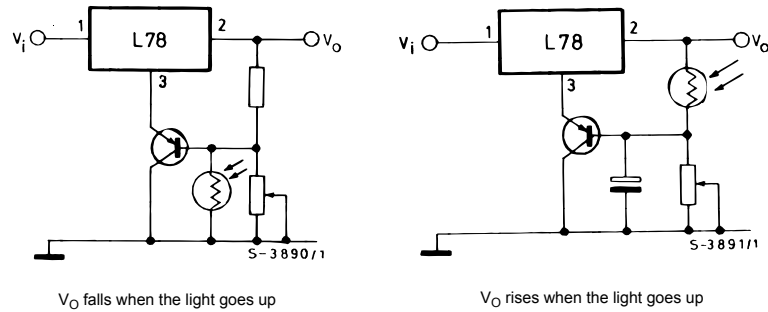 1
L78
2
Vi
VO
3
S-3890/1
VO falls when the light goes up
1
L78
2
Vi
VO
3
S-3891/1
VO rises when the light goes up